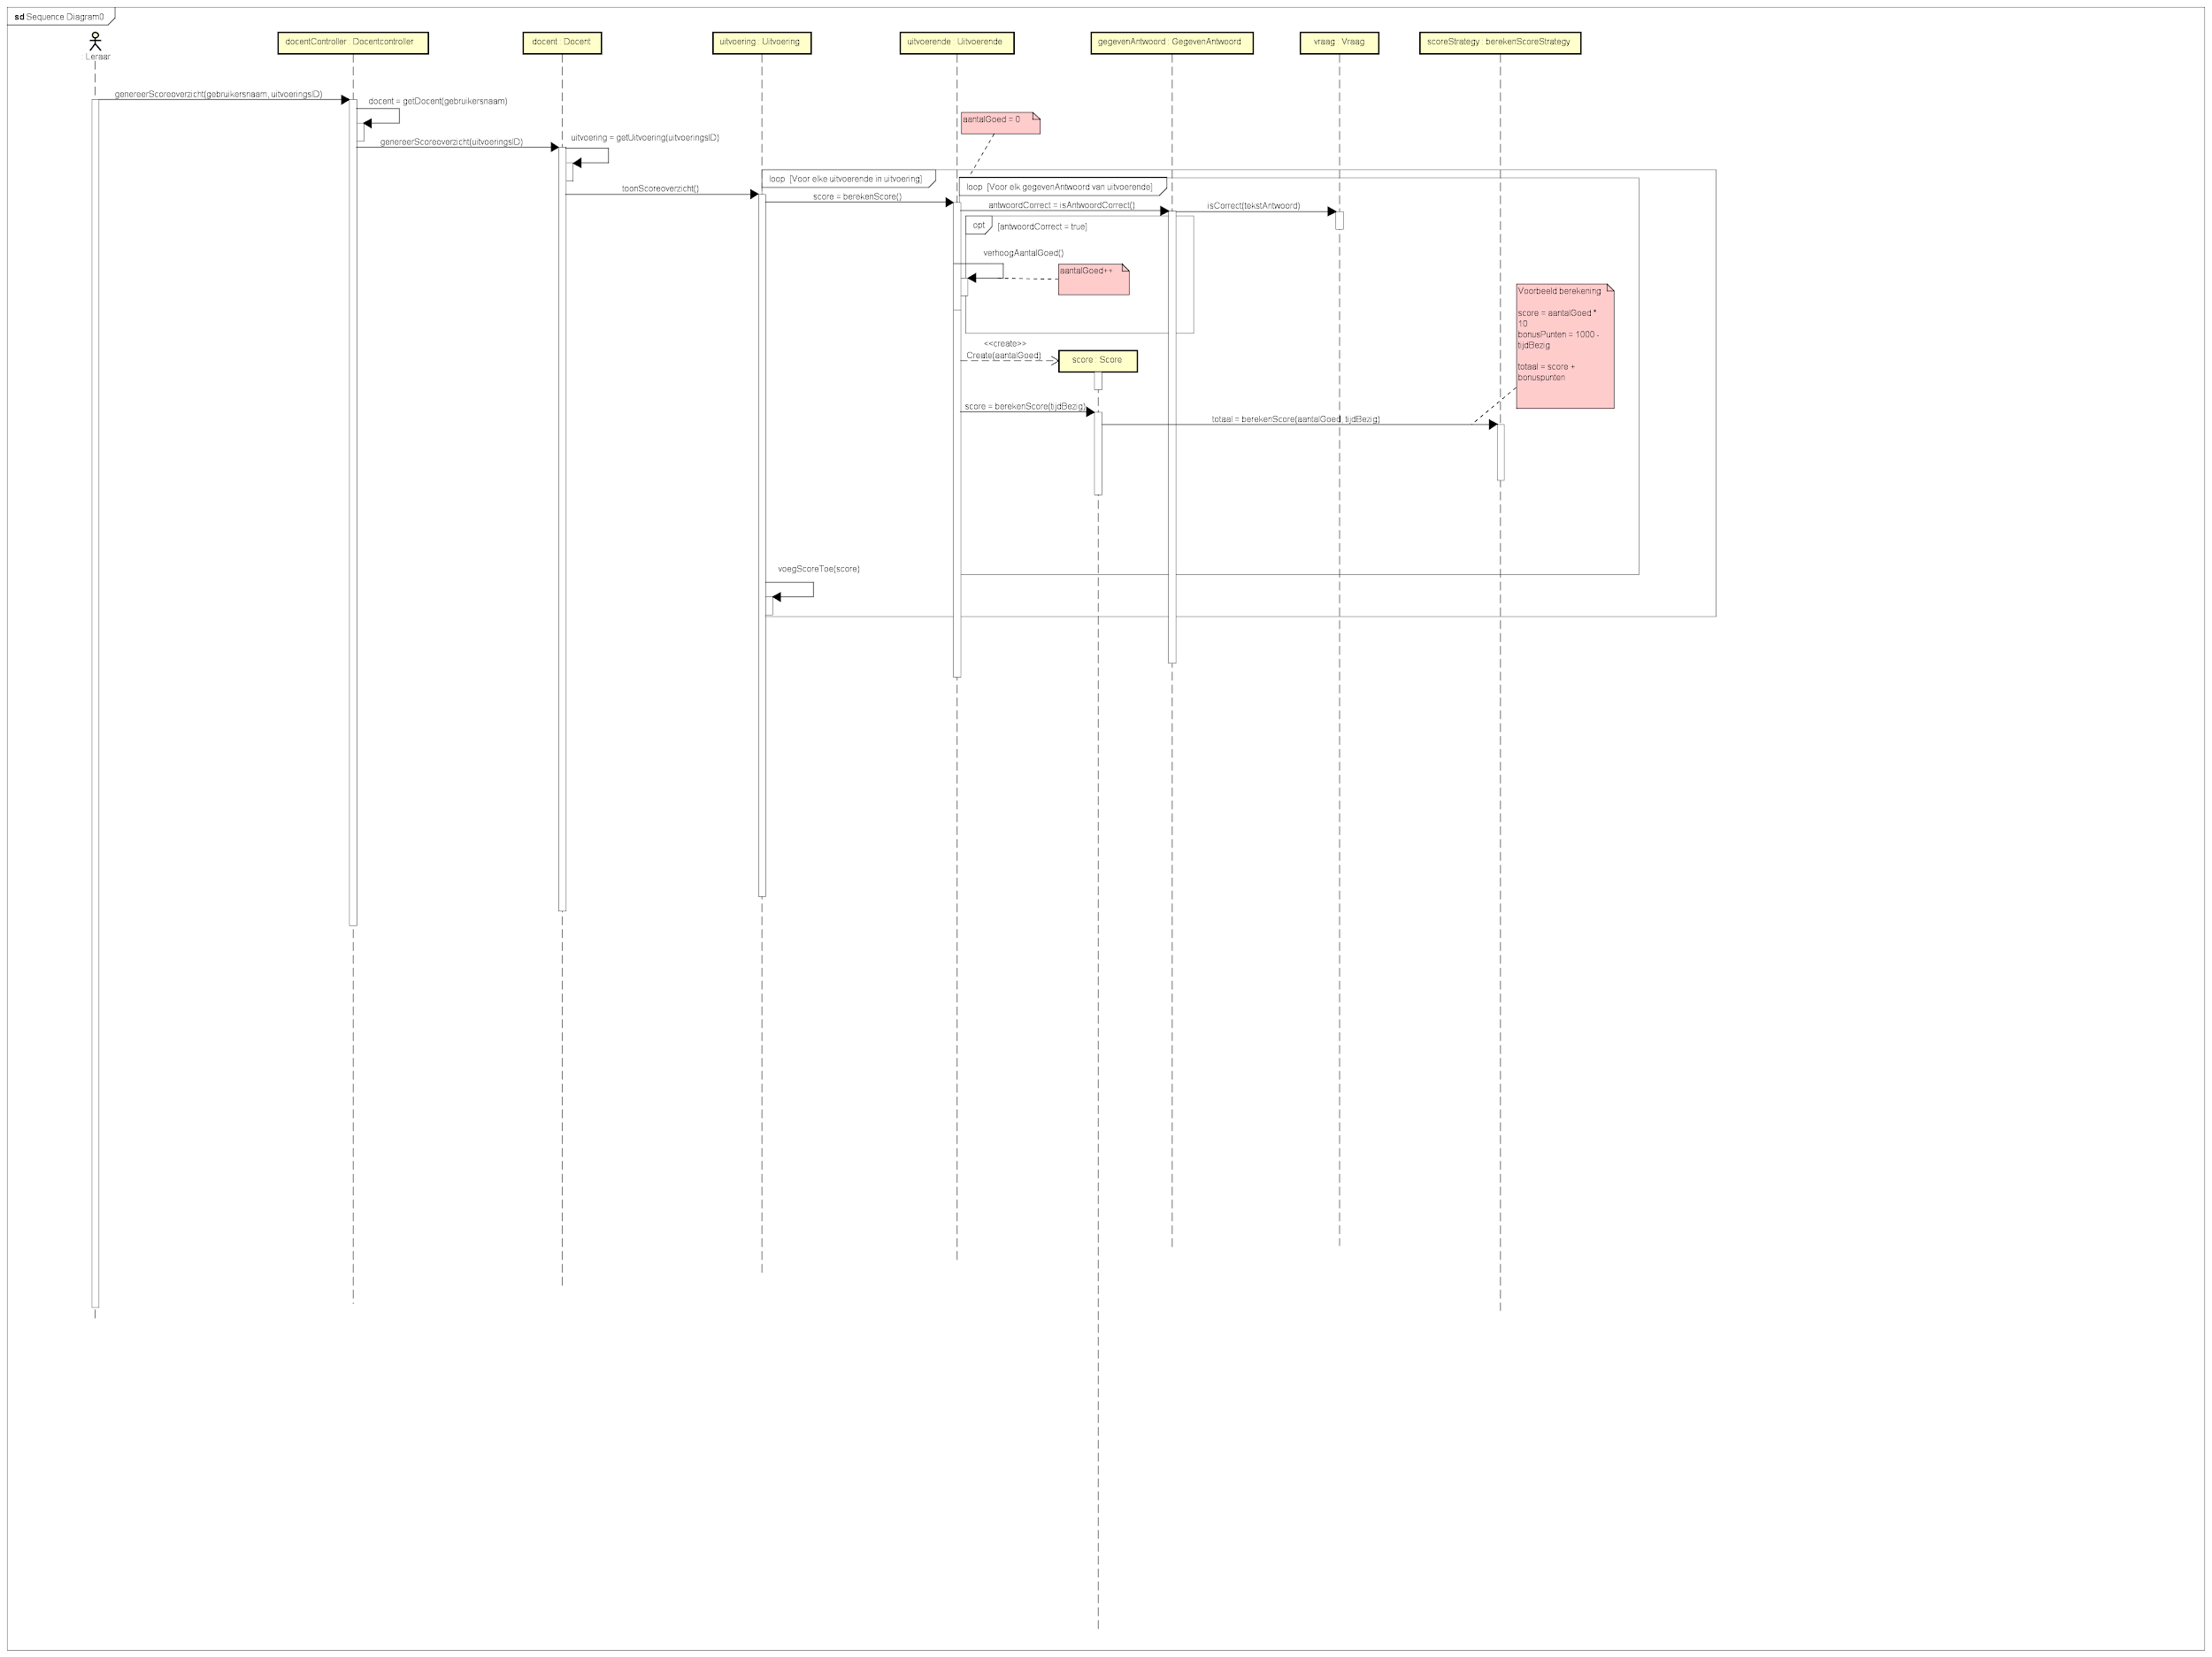 sd Sequence Diagram0
: Leraar
docentController : Docentcontroller
docent : Docent
uitvoering : Uitvoering
uitvoerende : Uitvoerende
gegevenAntwoord : GegevenAntwoord
vraag : Vraag
scoreStrategy : berekenScoreStrategy
genereerScoreoverzicht(gebruikersnaam, uitvoeringsID)
docent = getDocent(gebruikersnaam)
aantalGoed = 0
genereerScoreoverzicht(uitvoeringsID)
uitvoering = getUitvoering(uitvoeringsID)
loop [Voor elke uitvoerende in uitvoering]
loop [Voor elk gegevenAntwoord van uitvoerende]
toonScoreoverzicht()
score = berekenScore()
antwoordCorrect = isAntwoordCorrect()
isCorrect(tekstAntwoord)
opt [antwoordCorrect = true]
verhoogAantalGoed()
aantalGoed++
Voorbeeld berekening
score = aantalGoed *
10
bonusPunten = 1000 -
tijdBezig
totaal = score +
bonuspunten
<<create>>
Create(aantalGoed)
score : Score
score = berekenScore(tijdBezig)
totaal = berekenScore(aantalGoed, tijdBezig)
voegScoreToe(score)